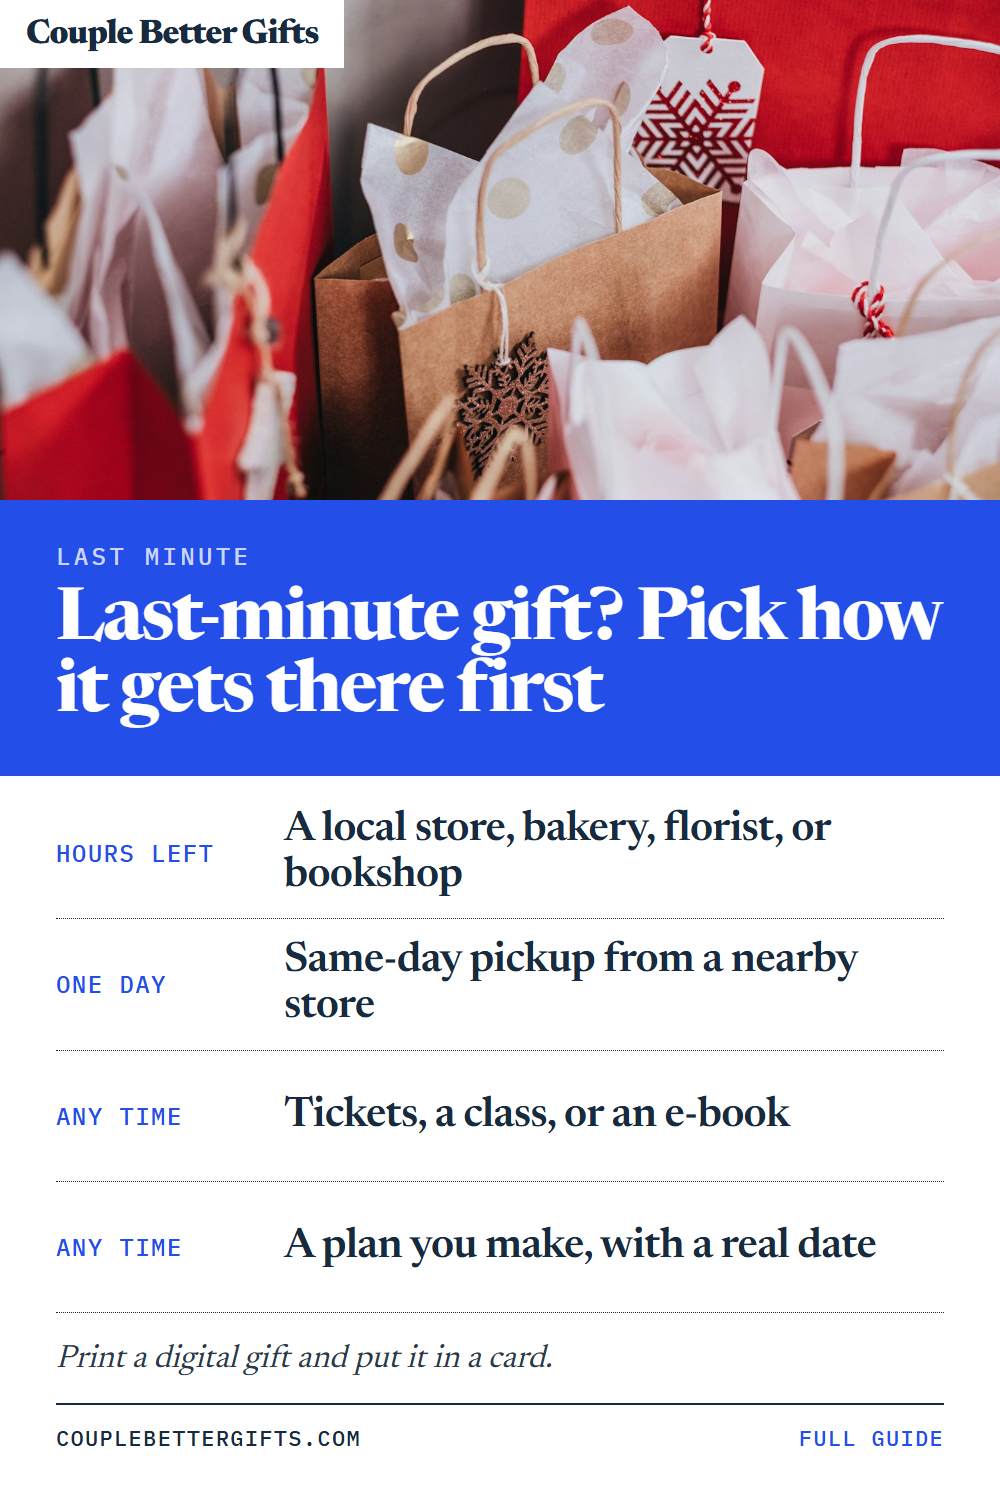 Couple Better Gifts
LAST MINUTE
Last-minute gift? Pick how
it gets there first
HOURS LEFT
A local store, bakery, florist, or
bookshop
ONE DAY
Same-day pickup from a nearby
store
ANY TIME
Tickets, a class, or an e-book
ANY TIME
A plan you make, with a real date
Print a digital gift and put it in a card.
COUPLEBETTERGIFTS.COM
FULL GUIDE